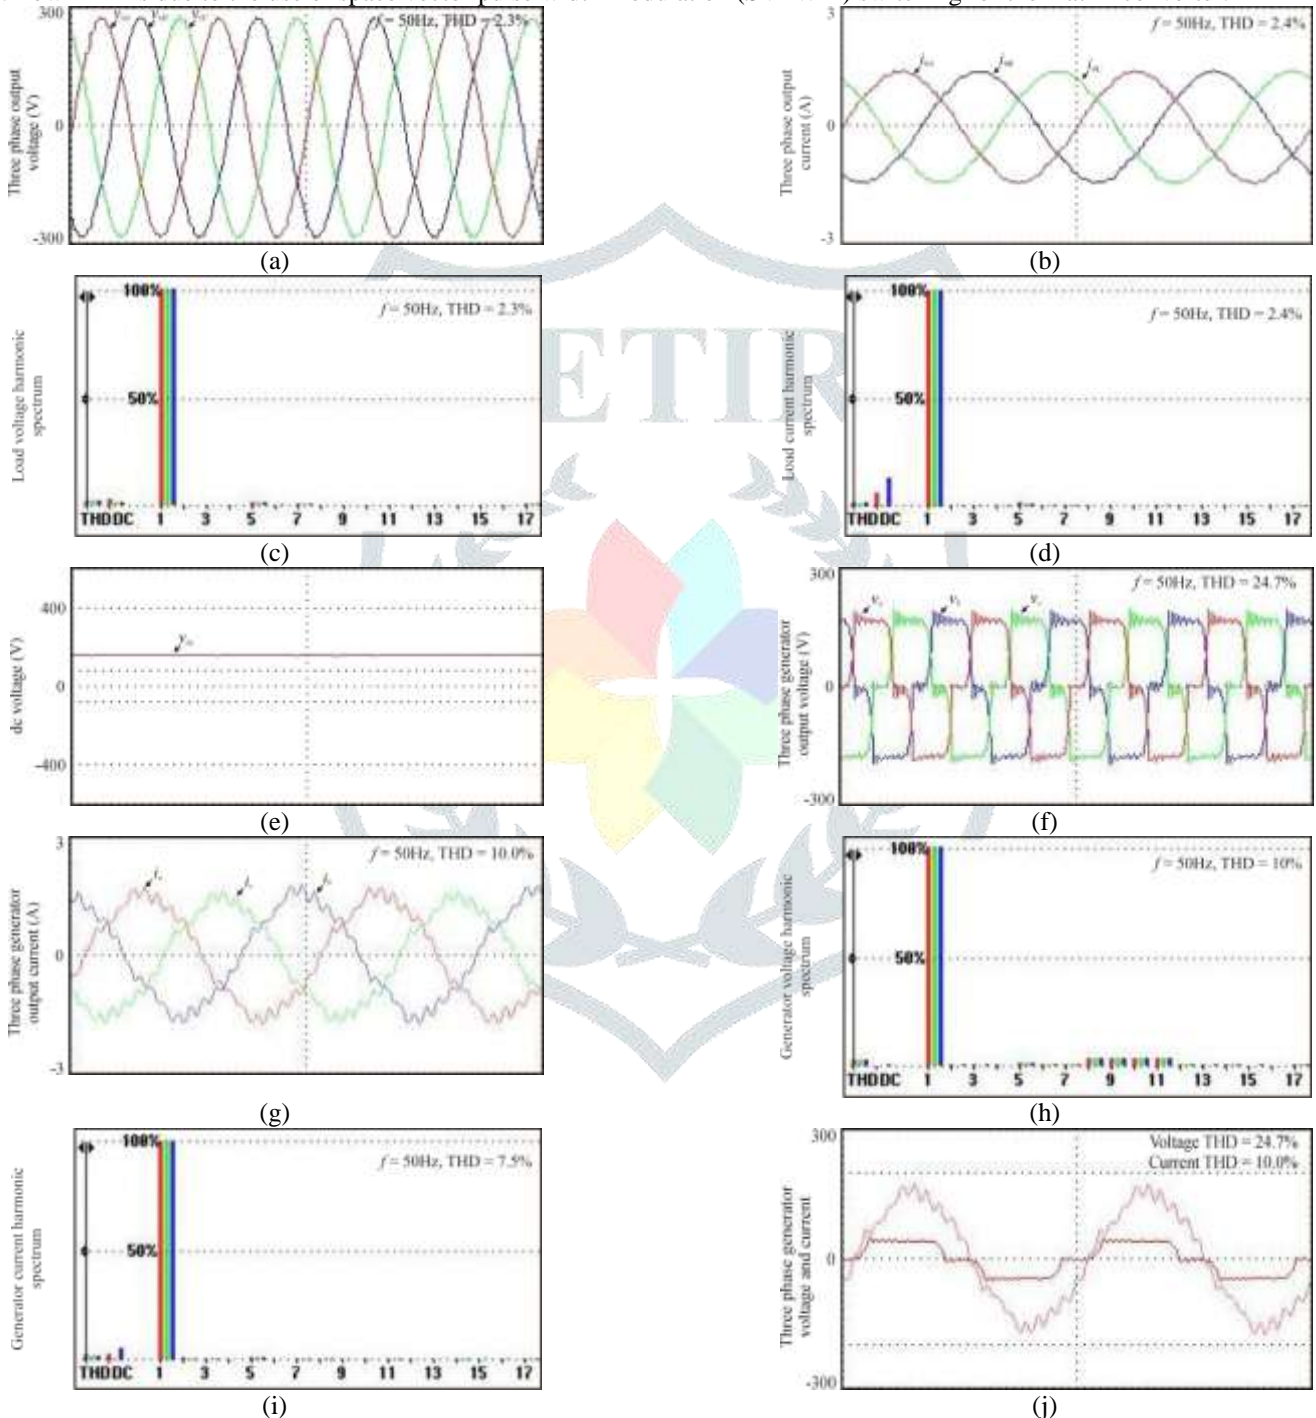 Three phase output
voltage (V)
300
0
-300
f = 50Hz, THD = 2.3%
(a)
Three phase output
current (A)
3
0
-3
f = 50Hz, THD = 2.4%
(b)
Load voltage harmonic
spectrum
100%
50%
f = 50Hz, THD = 2.3%
THD DC 1 3 5 7 9 11 13 15 17
(c)
Load current harmonic
spectrum
100%
50%
f = 50Hz, THD = 2.4%
THD DC 1 3 5 7 9 11 13 15 17
(d)
JETIR
dc voltage (V)
400
0
-400
(e)
Three phase generator
output voltage (V)
300
0
-300
f = 50Hz, THD = 24.7%
(f)
Three phase generator
output current (A)
3
0
-3
f = 50Hz, THD = 10.0%
(g)
Generator voltage harmonic
spectrum
100%
50%
f = 50Hz, THD = 10%
THD DC 1 3 5 7 9 11 13 15 17
(h)
Generator current harmonic
spectrum
100%
50%
f = 50Hz, THD = 7.5%
THD DC 1 3 5 7 9 11 13 15 17
(i)
Three phase generator
voltage and current
300
0
-300
Voltage THD = 24.7%
Current THD = 10.0%
(j)